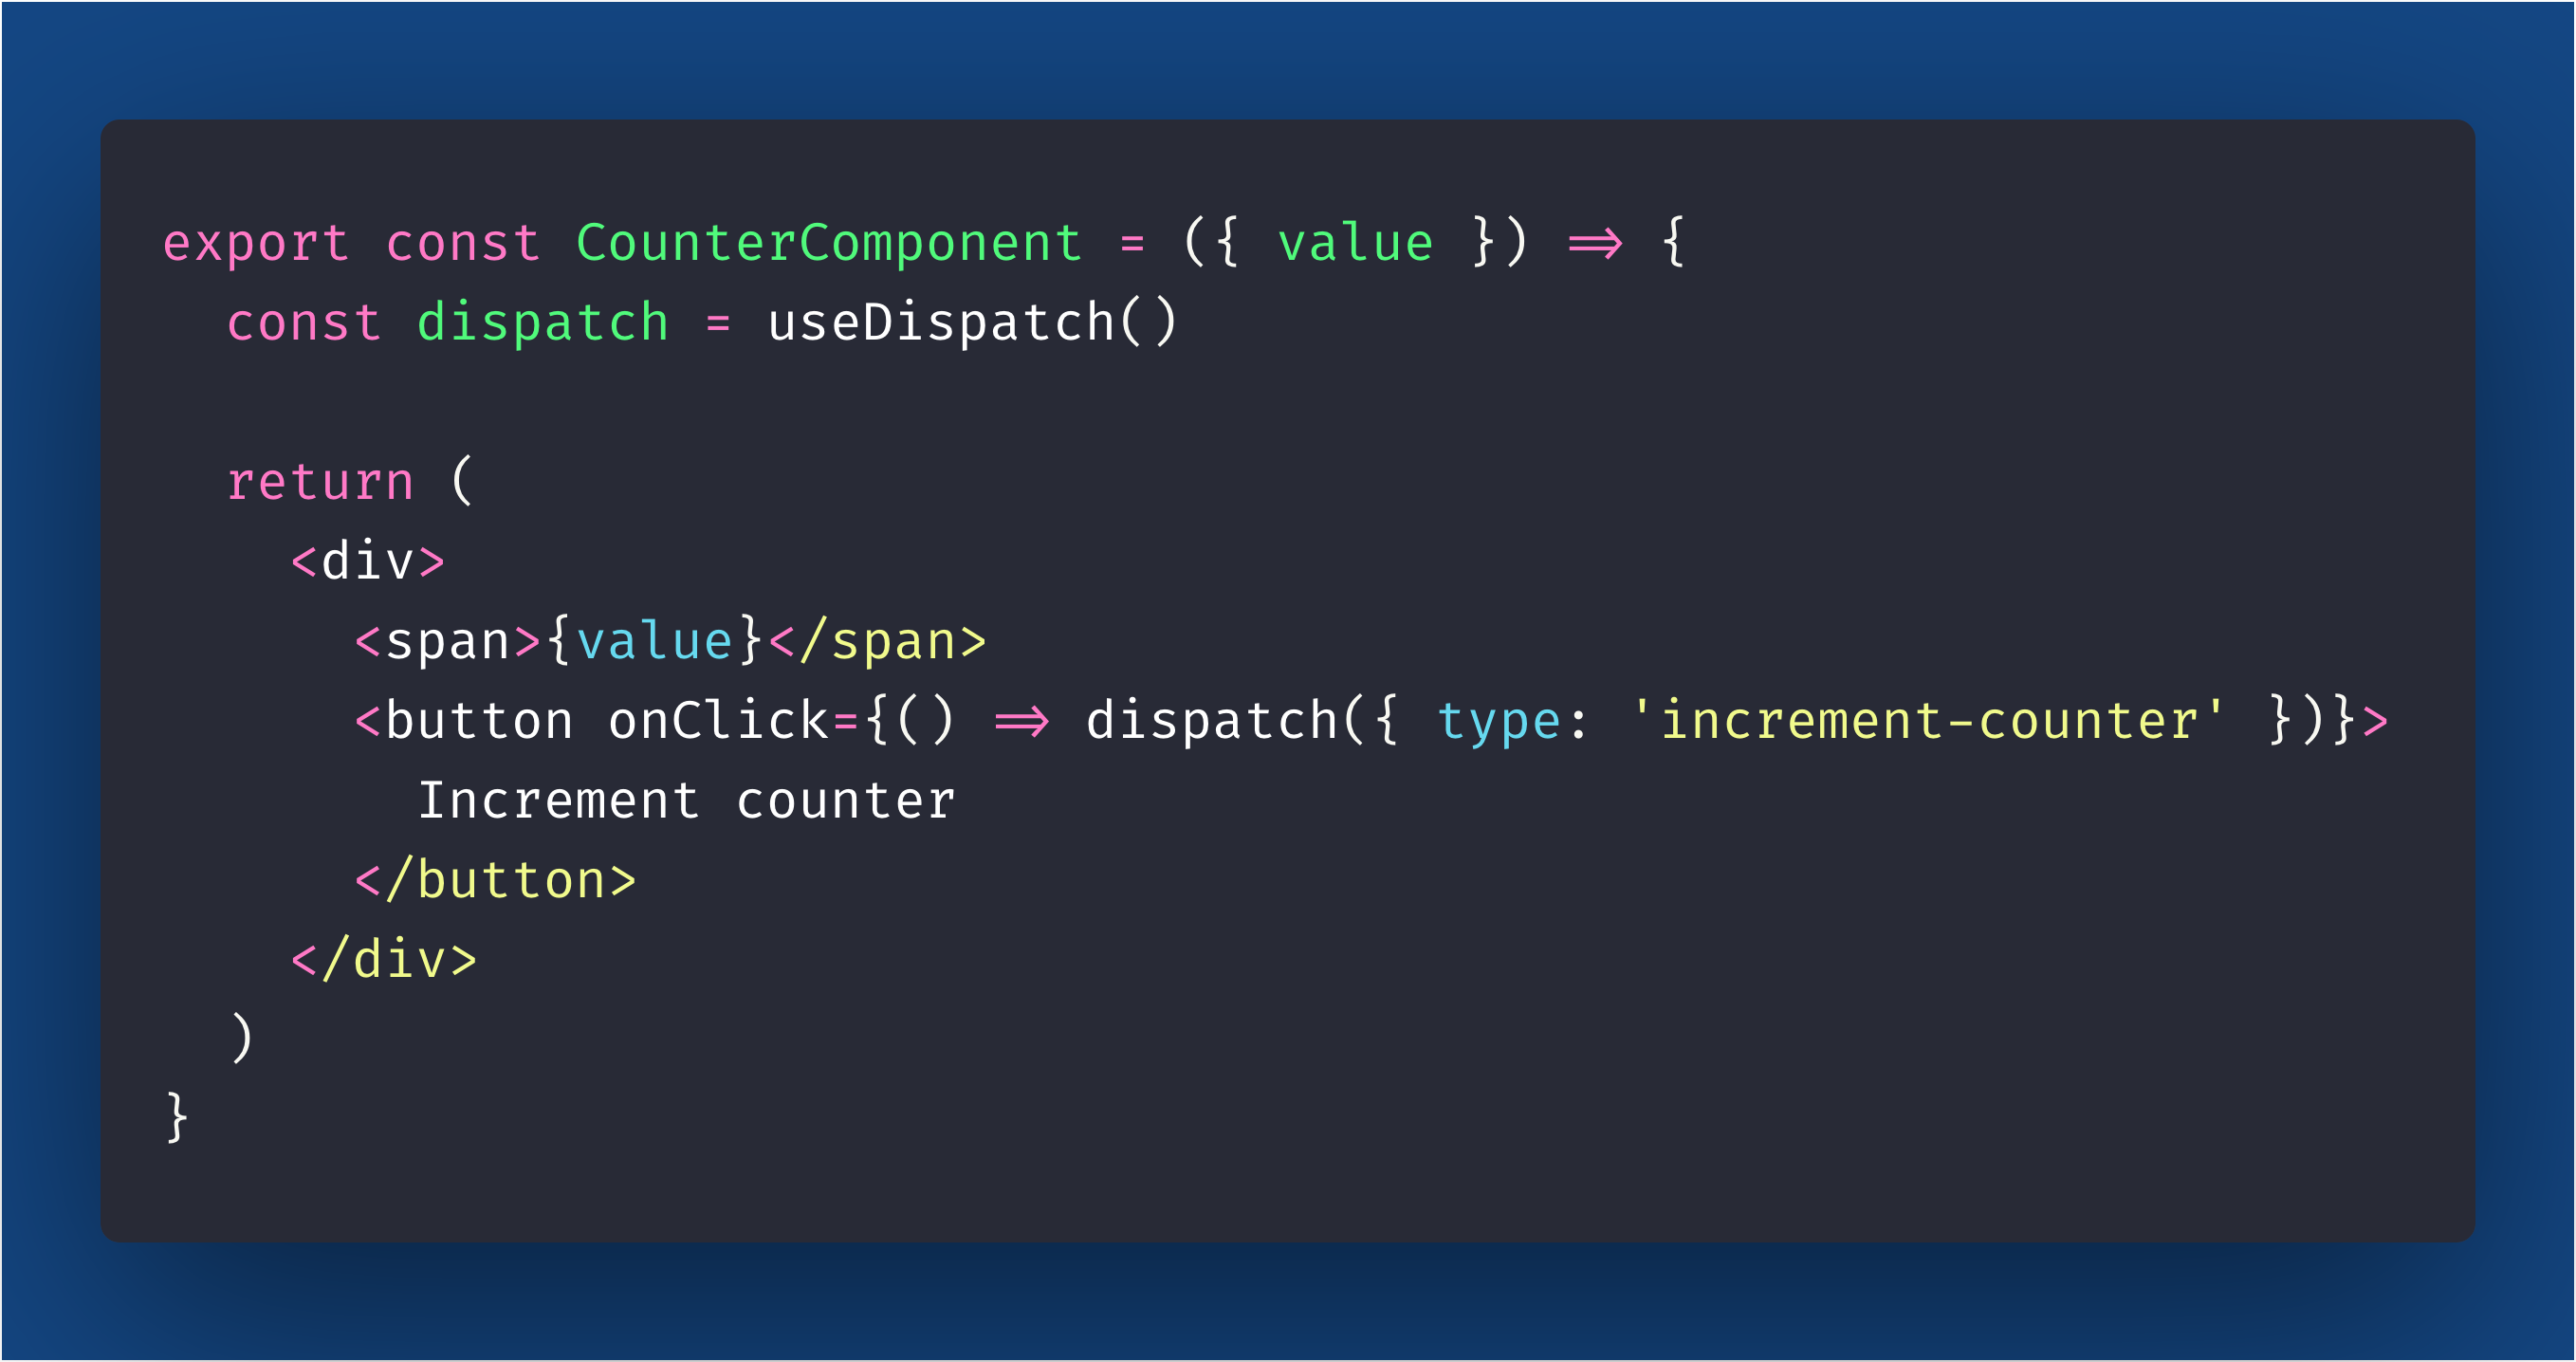 export const CounterComponent = ({ value }) => {
  const dispatch = useDispatch()

  return (
    <div>
      <span>{value}</span>
      <button onClick={() => dispatch({ type: 'increment-counter' })}>
        Increment counter
      </button>
    </div>
  )
}